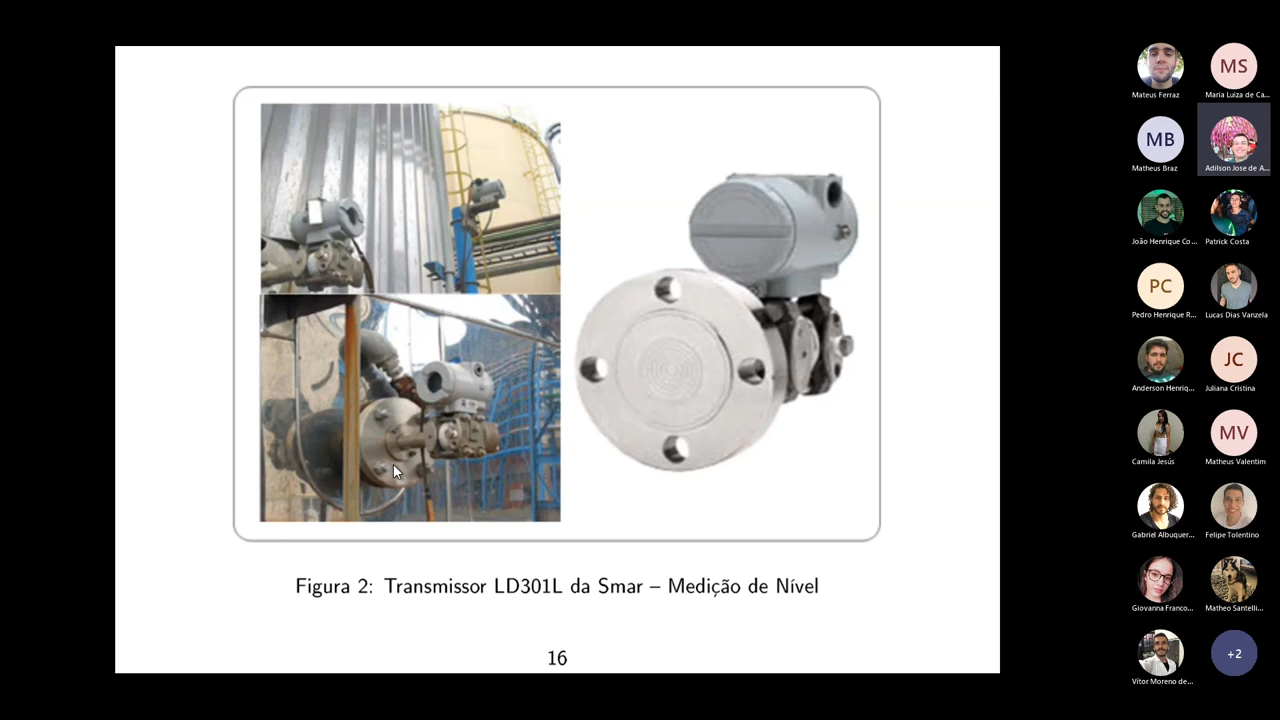 Figura 2: Transmissor LD301L da Smar – Medição de Nível
16
Mateus Ferraz
MS
Maria Luiza de Ca...
MB
Matheus Braz
Adilson Jose de A...
João Henrique Co...
Patrick Costa
PC
Pedro Henrique R...
Lucas Dias Vanzela
Anderson Henriq...
JC
Juliana Cristina
Camila Jesús
MV
Matheus Valentim
Gabriel Albuquer...
Felipe Tolentino
Giovanna Franco...
Matheo Santelli...
Vítor Moreno de...
+2